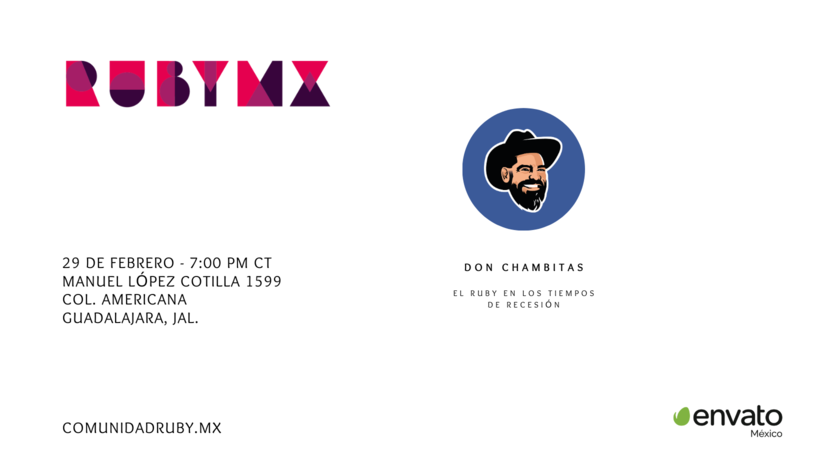 RUBYMX
29 DE FEBRERO - 7:00 PM CT
MANUEL LÓPEZ COTILLA 1599
COL. AMERICANA
GUADALAJARA, JAL.
COMUNIDADRUBY.MX
DON CHAMBITAS
EL RUBY EN LOS TIEMPOS
DE RECESIÓN
envato
México